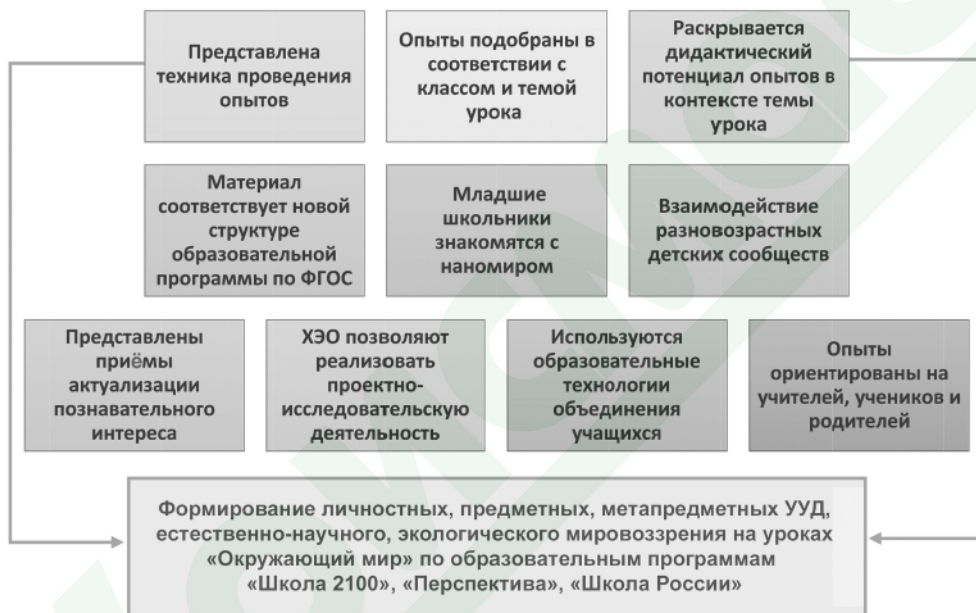 Представлена
техника проведения
опытов
Опыты подобраны в
соответствии с
классом и темой
урока
Раскрывается
дидактический
потенциал опытов в
контексте темы
урока
Материал
соответствует новой
структуре
образовательной
программы по ФГОС
Младшие
школьники
знакомятся с
наномиром
Взаимодействие
разновозрастных
детских сообществ
Представлены
приёмы
актуализации
познавательного
интереса
ХЭО позволяют
реализовать
проектно-
исследовательскую
деятельность
Используются
образовательные
технологии
объединения
учащихся
Опыты
ориентированы на
учителей, учеников и
родителей
Формирование личностных, предметных, метапредметных УУД,
естественно-научного, экологического мировоззрения на уроках
«Окружающий мир» по образовательным программам
«Школа 2100», «Перспектива», «Школа России»